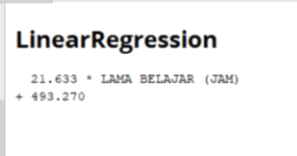 LinearRegression
21.633 * LAMA BELAJAR (JAM)
+ 493.270